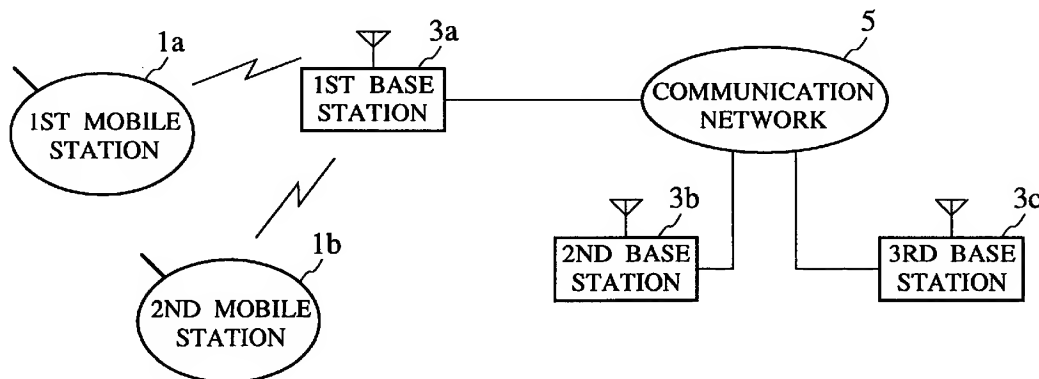 1a
1ST MOBILE
STATION
3a
1ST BASE
STATION
5
COMMUNICATION
NETWORK
1b
2ND MOBILE
STATION
3b
2ND BASE
STATION
3c
3RD BASE
STATION